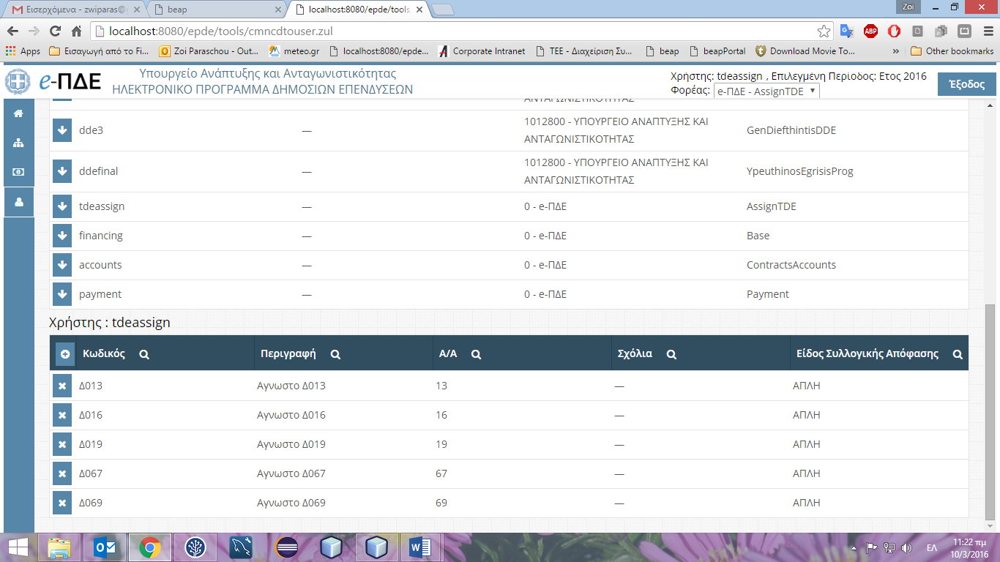 Εισερχόμενα - zwiparas@
beap
localhost:8080/epde/tools
Zoi
localhost:8080/epde/tools/cmncdtouser.zul
Apps Εισαγωγή από το Fi... Zoi Paraschou - Out... meteo.gr localhost:8080/epde... Corporate Intranet TEE - Διαχείριση Συ... beap beapPortal Download Movie To... » Other bookmarks
e-ΠΔΕ
Υπουργείο Ανάπτυξης και Ανταγωνιστικότητας
ΗΛΕΚΤΡΟΝΙΚΟ ΠΡΟΓΡΑΜΜΑ ΔΗΜΟΣΙΩΝ ΕΠΕΝΔΥΣΕΩΝ
Χρήστης: tdeassign , Επιλεγμένη Περίοδος: Ετος 2016
Φορέας: e-ΠΔΕ - AssignTDE
Έξοδος
ΑΝΤΑΓΩΝΙΣΤΙΚΟΤΗΤΑΣ
dde3 — 1012800 - ΥΠΟΥΡΓΕΙΟ ΑΝΑΠΤΥΞΗΣ ΚΑΙ ΑΝΤΑΓΩΝΙΣΤΙΚΟΤΗΤΑΣ GenDiefthintisDDE
ddefinal — 1012800 - ΥΠΟΥΡΓΕΙΟ ΑΝΑΠΤΥΞΗΣ ΚΑΙ ΑΝΤΑΓΩΝΙΣΤΙΚΟΤΗΤΑΣ YpeuthinosEgrisisProg
tdeassign — 0 - e-ΠΔΕ AssignTDE
financing — 0 - e-ΠΔΕ Base
accounts — 0 - e-ΠΔΕ ContractsAccounts
payment — 0 - e-ΠΔΕ Payment
Χρήστης : tdeassign
Κωδικός Περιγραφή Α/Α Σχόλια Είδος Συλλογικής Απόφασης
Δ013 Αγνωστο Δ013 13 — ΑΠΛΗ
Δ016 Αγνωστο Δ016 16 — ΑΠΛΗ
Δ019 Αγνωστο Δ019 19 — ΑΠΛΗ
Δ067 Αγνωστο Δ067 67 — ΑΠΛΗ
Δ069 Αγνωστο Δ069 69 — ΑΠΛΗ
ΕΛ
11:22 πμ
10/3/2016